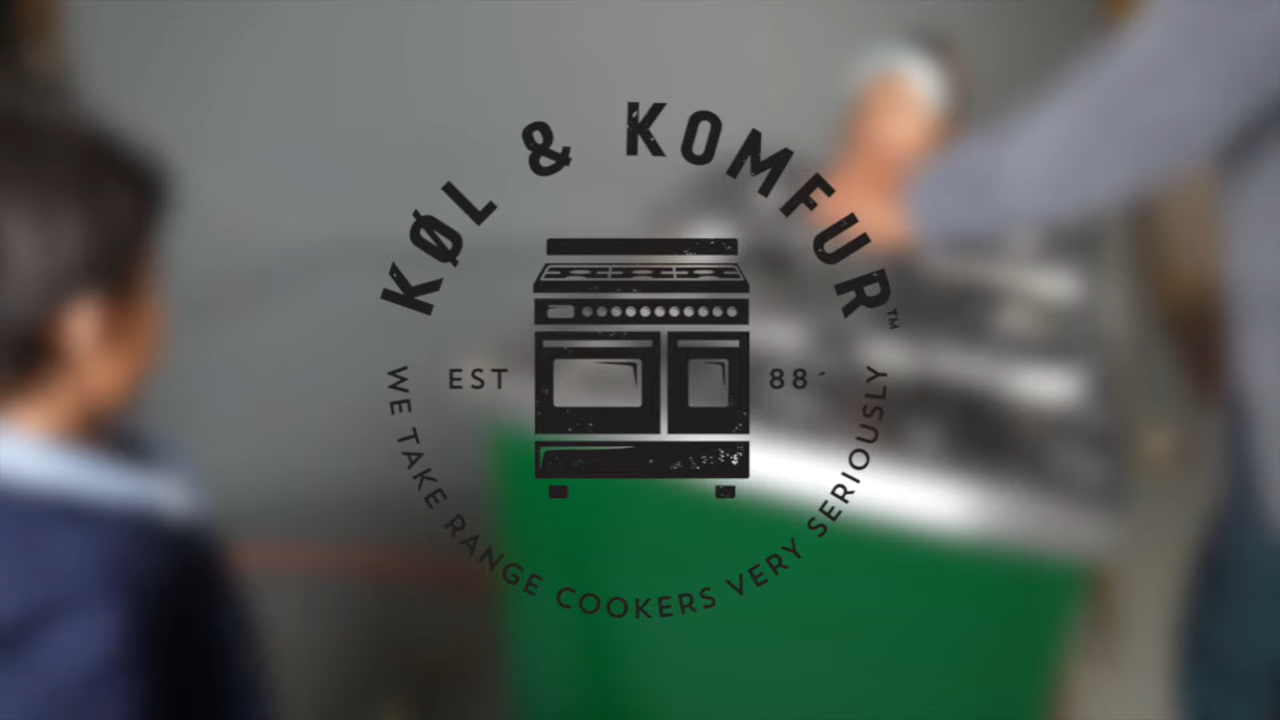 KØL & KOMFUR™
EST 88´
WE TAKE RANGE COOKERS VERY SERIOUSLY